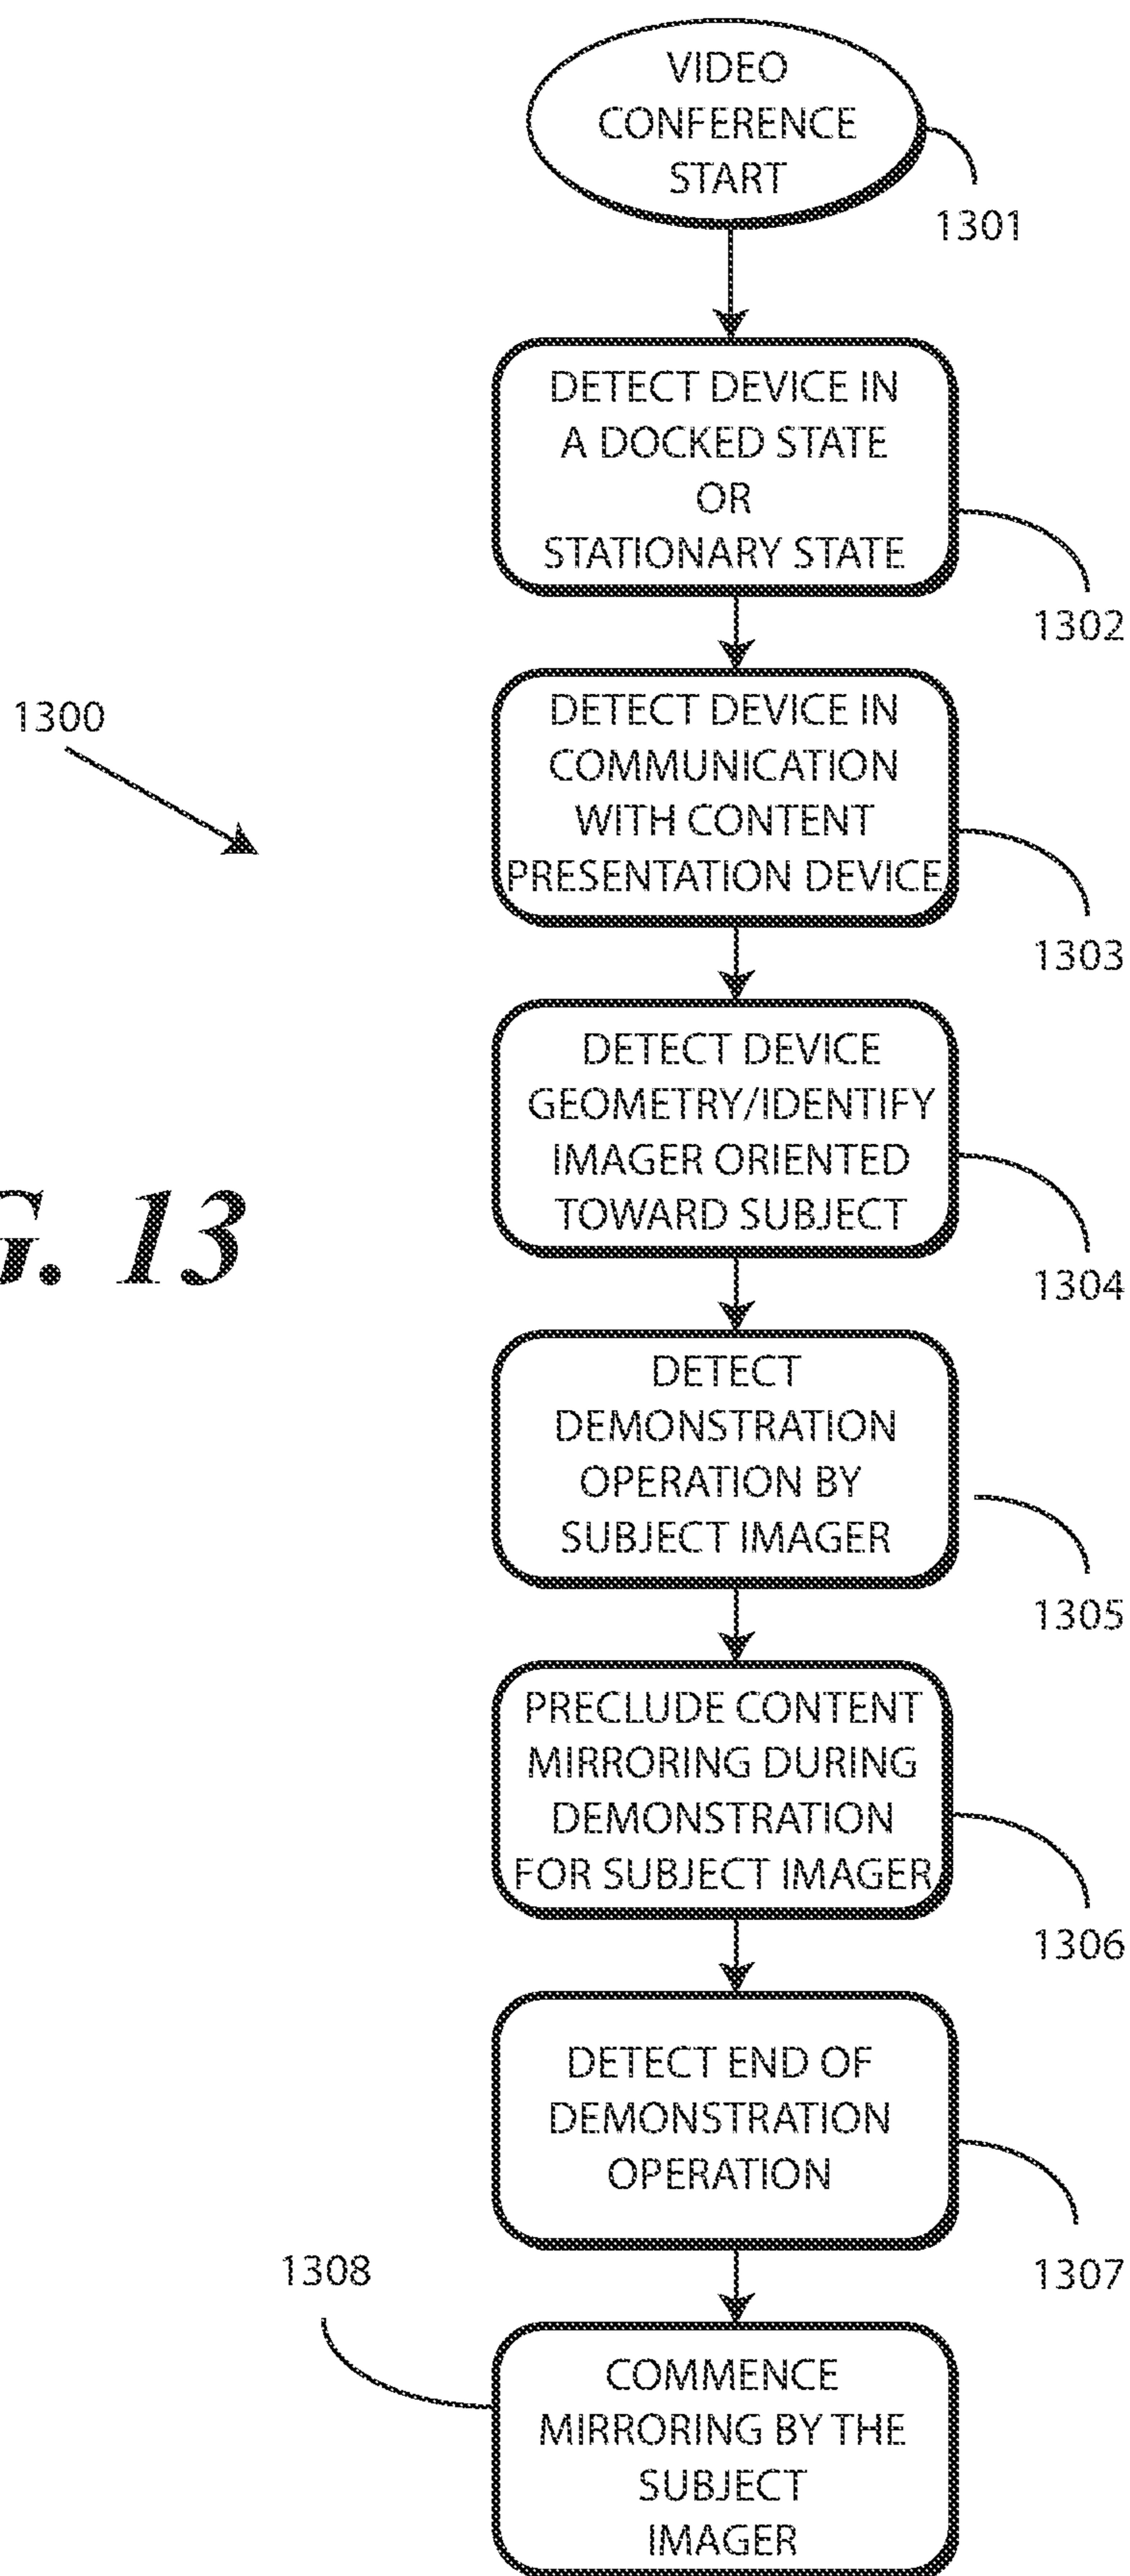 VIDEO
CONFERENCE
START
1301
DETECT DEVICE IN
A DOCKED STATE
OR
STATIONARY STATE
1302
1300
DETECT DEVICE IN
COMMUNICATION
WITH CONTENT
PRESENTATION DEVICE
1303
DETECT DEVICE
GEOMETRY/IDENTIFY
IMAGER ORIENTED
TOWARD SUBJECT
1304
G. 13
DETECT
DEMONSTRATION
OPERATION BY
SUBJECT IMAGER
1305
PRECLUDE CONTENT
MIRRORING DURING
DEMONSTRATION
FOR SUBJECT IMAGER
1306
DETECT END OF
DEMONSTRATION
OPERATION
1307
1308
COMMENCE
MIRRORING BY THE
SUBJECT
IMAGER